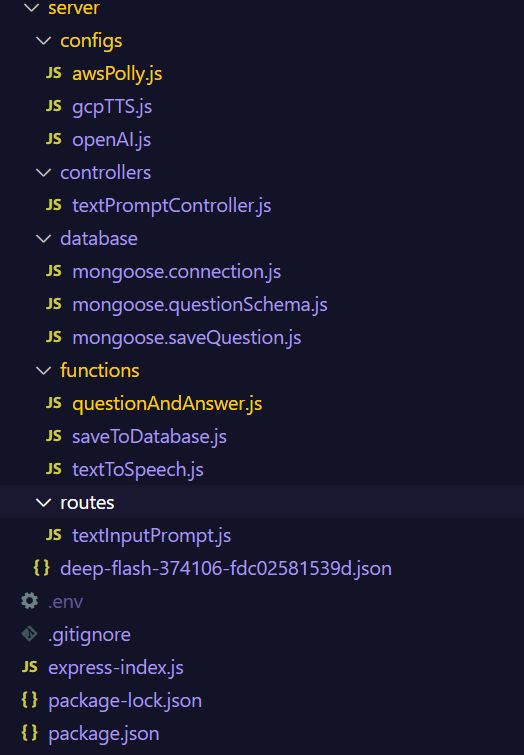 server
configs
JS awsPolly.js
JS gcpTTS.js
JS openAI.js
controllers
JS textPromptController.js
database
JS mongoose.connection.js
JS mongoose.questionSchema.js
JS mongoose.saveQuestion.js
functions
JS questionAndAnswer.js
JS saveToDatabase.js
JS textToSpeech.js
routes
JS textInputPrompt.js
{} deep-flash-374106-fdc02581539d.json
.env
.gitignore
JS express-index.js
{} package-lock.json
{} package.json